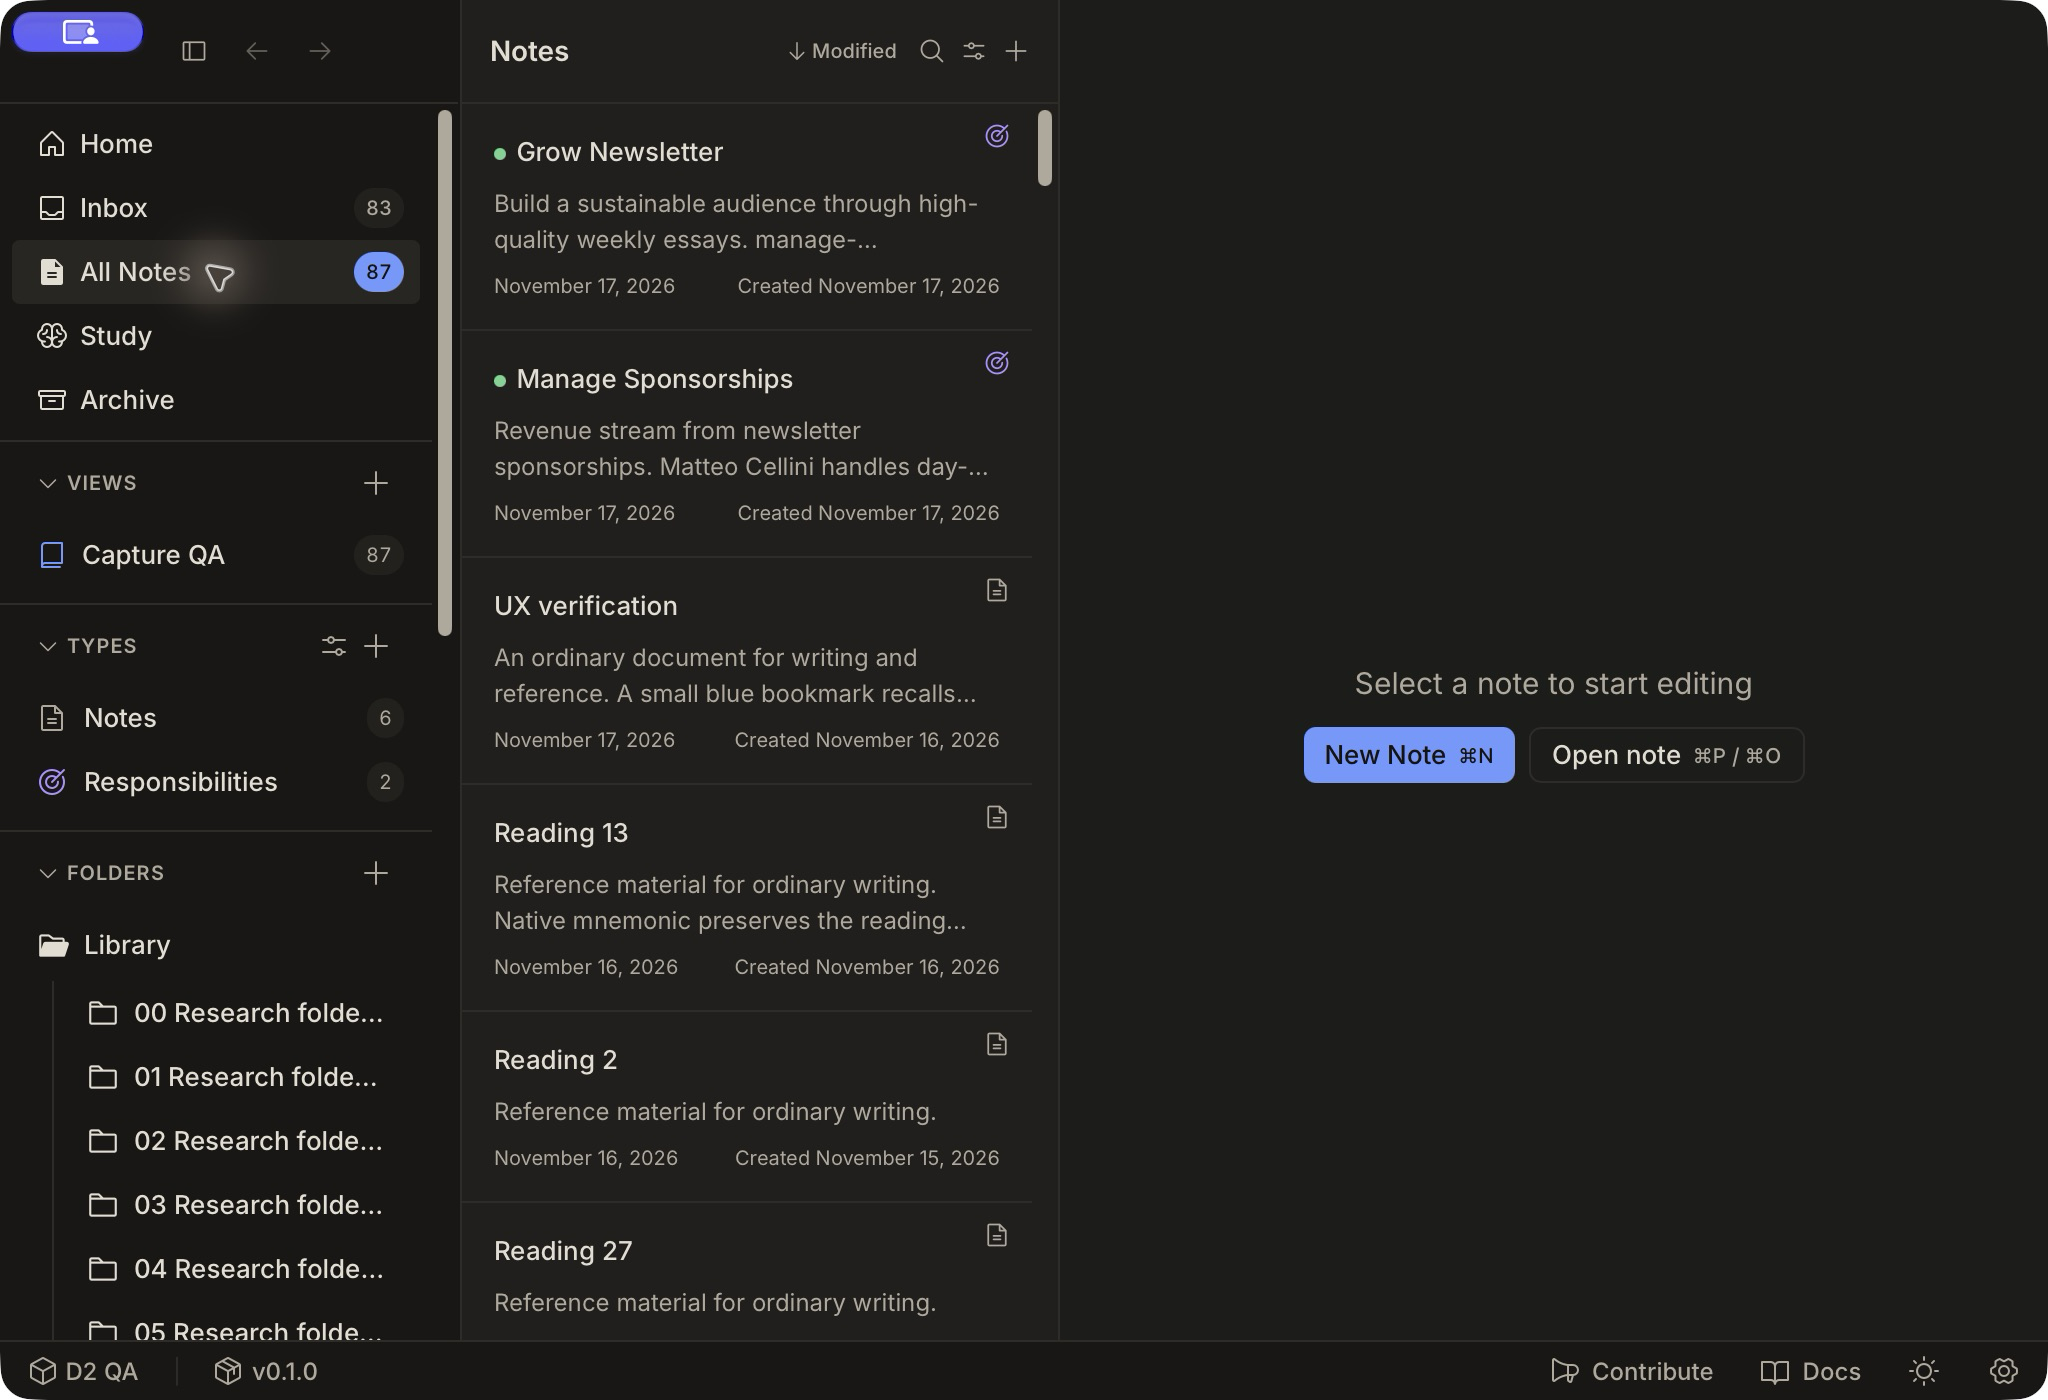 Home
Inbox 83
All Notes 87
Study
Archive
VIEWS
Capture QA 87
TYPES
Notes 6
Responsibilities 2
FOLDERS
Library
00 Research folde...
01 Research folde...
02 Research folde...
03 Research folde...
04 Research folde...
05 Research folde...
Notes
Modified
Grow Newsletter
Build a sustainable audience through high-
quality weekly essays. manage-...
November 17, 2026 Created November 17, 2026
Manage Sponsorships
Revenue stream from newsletter
sponsorships. Matteo Cellini handles day-...
November 17, 2026 Created November 17, 2026
UX verification
An ordinary document for writing and
reference. A small blue bookmark recalls...
November 17, 2026 Created November 16, 2026
Reading 13
Reference material for ordinary writing.
Native mnemonic preserves the reading...
November 16, 2026 Created November 16, 2026
Reading 2
Reference material for ordinary writing.
November 16, 2026 Created November 15, 2026
Reading 27
Reference material for ordinary writing.
Select a note to start editing
New Note ⌘N Open note ⌘P / ⌘O
D2 QA v0.1.0 Contribute Docs